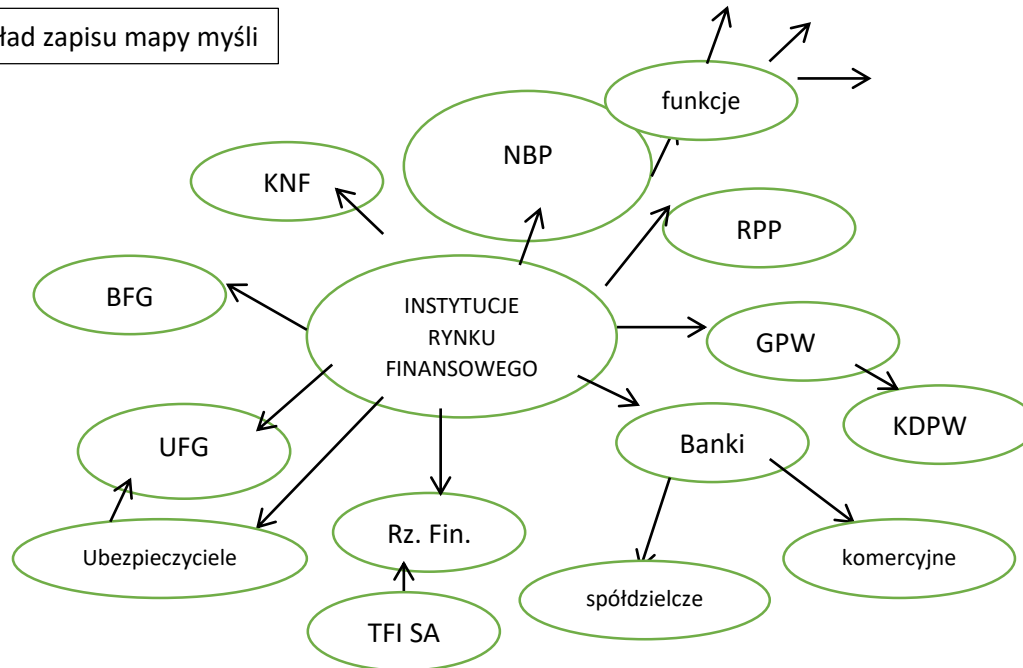 ład zapisu mapy myśli
funkcje
NBP
KNF
RPP
BFG
INSTYTUCJE
RYNKU
FINANSOWEGO
GPW
KDPW
UFG
Banki
Rz. Fin.
Ubezpieczyciele
komercyjne
spółdzielcze
TFI SA